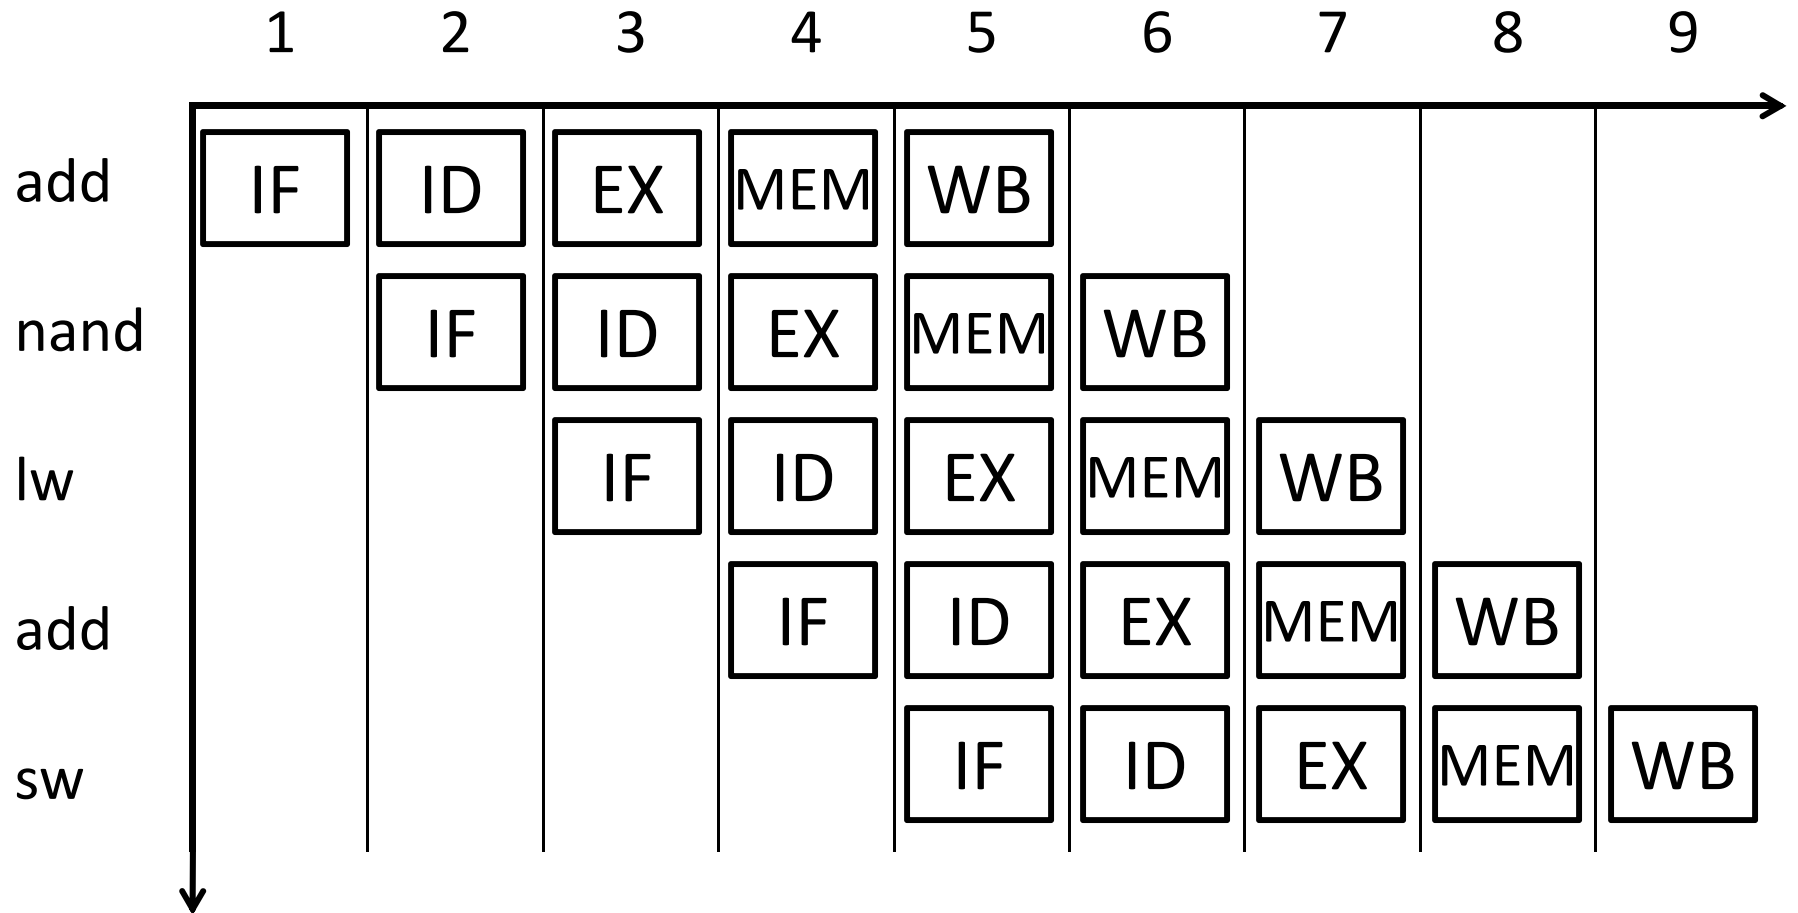 1 2 3 4 5 6 7 8 9
add IF ID EX MEM WB
nand IF ID EX MEM WB
lw IF ID EX MEM WB
add IF ID EX MEM WB
sw IF ID EX MEM WB